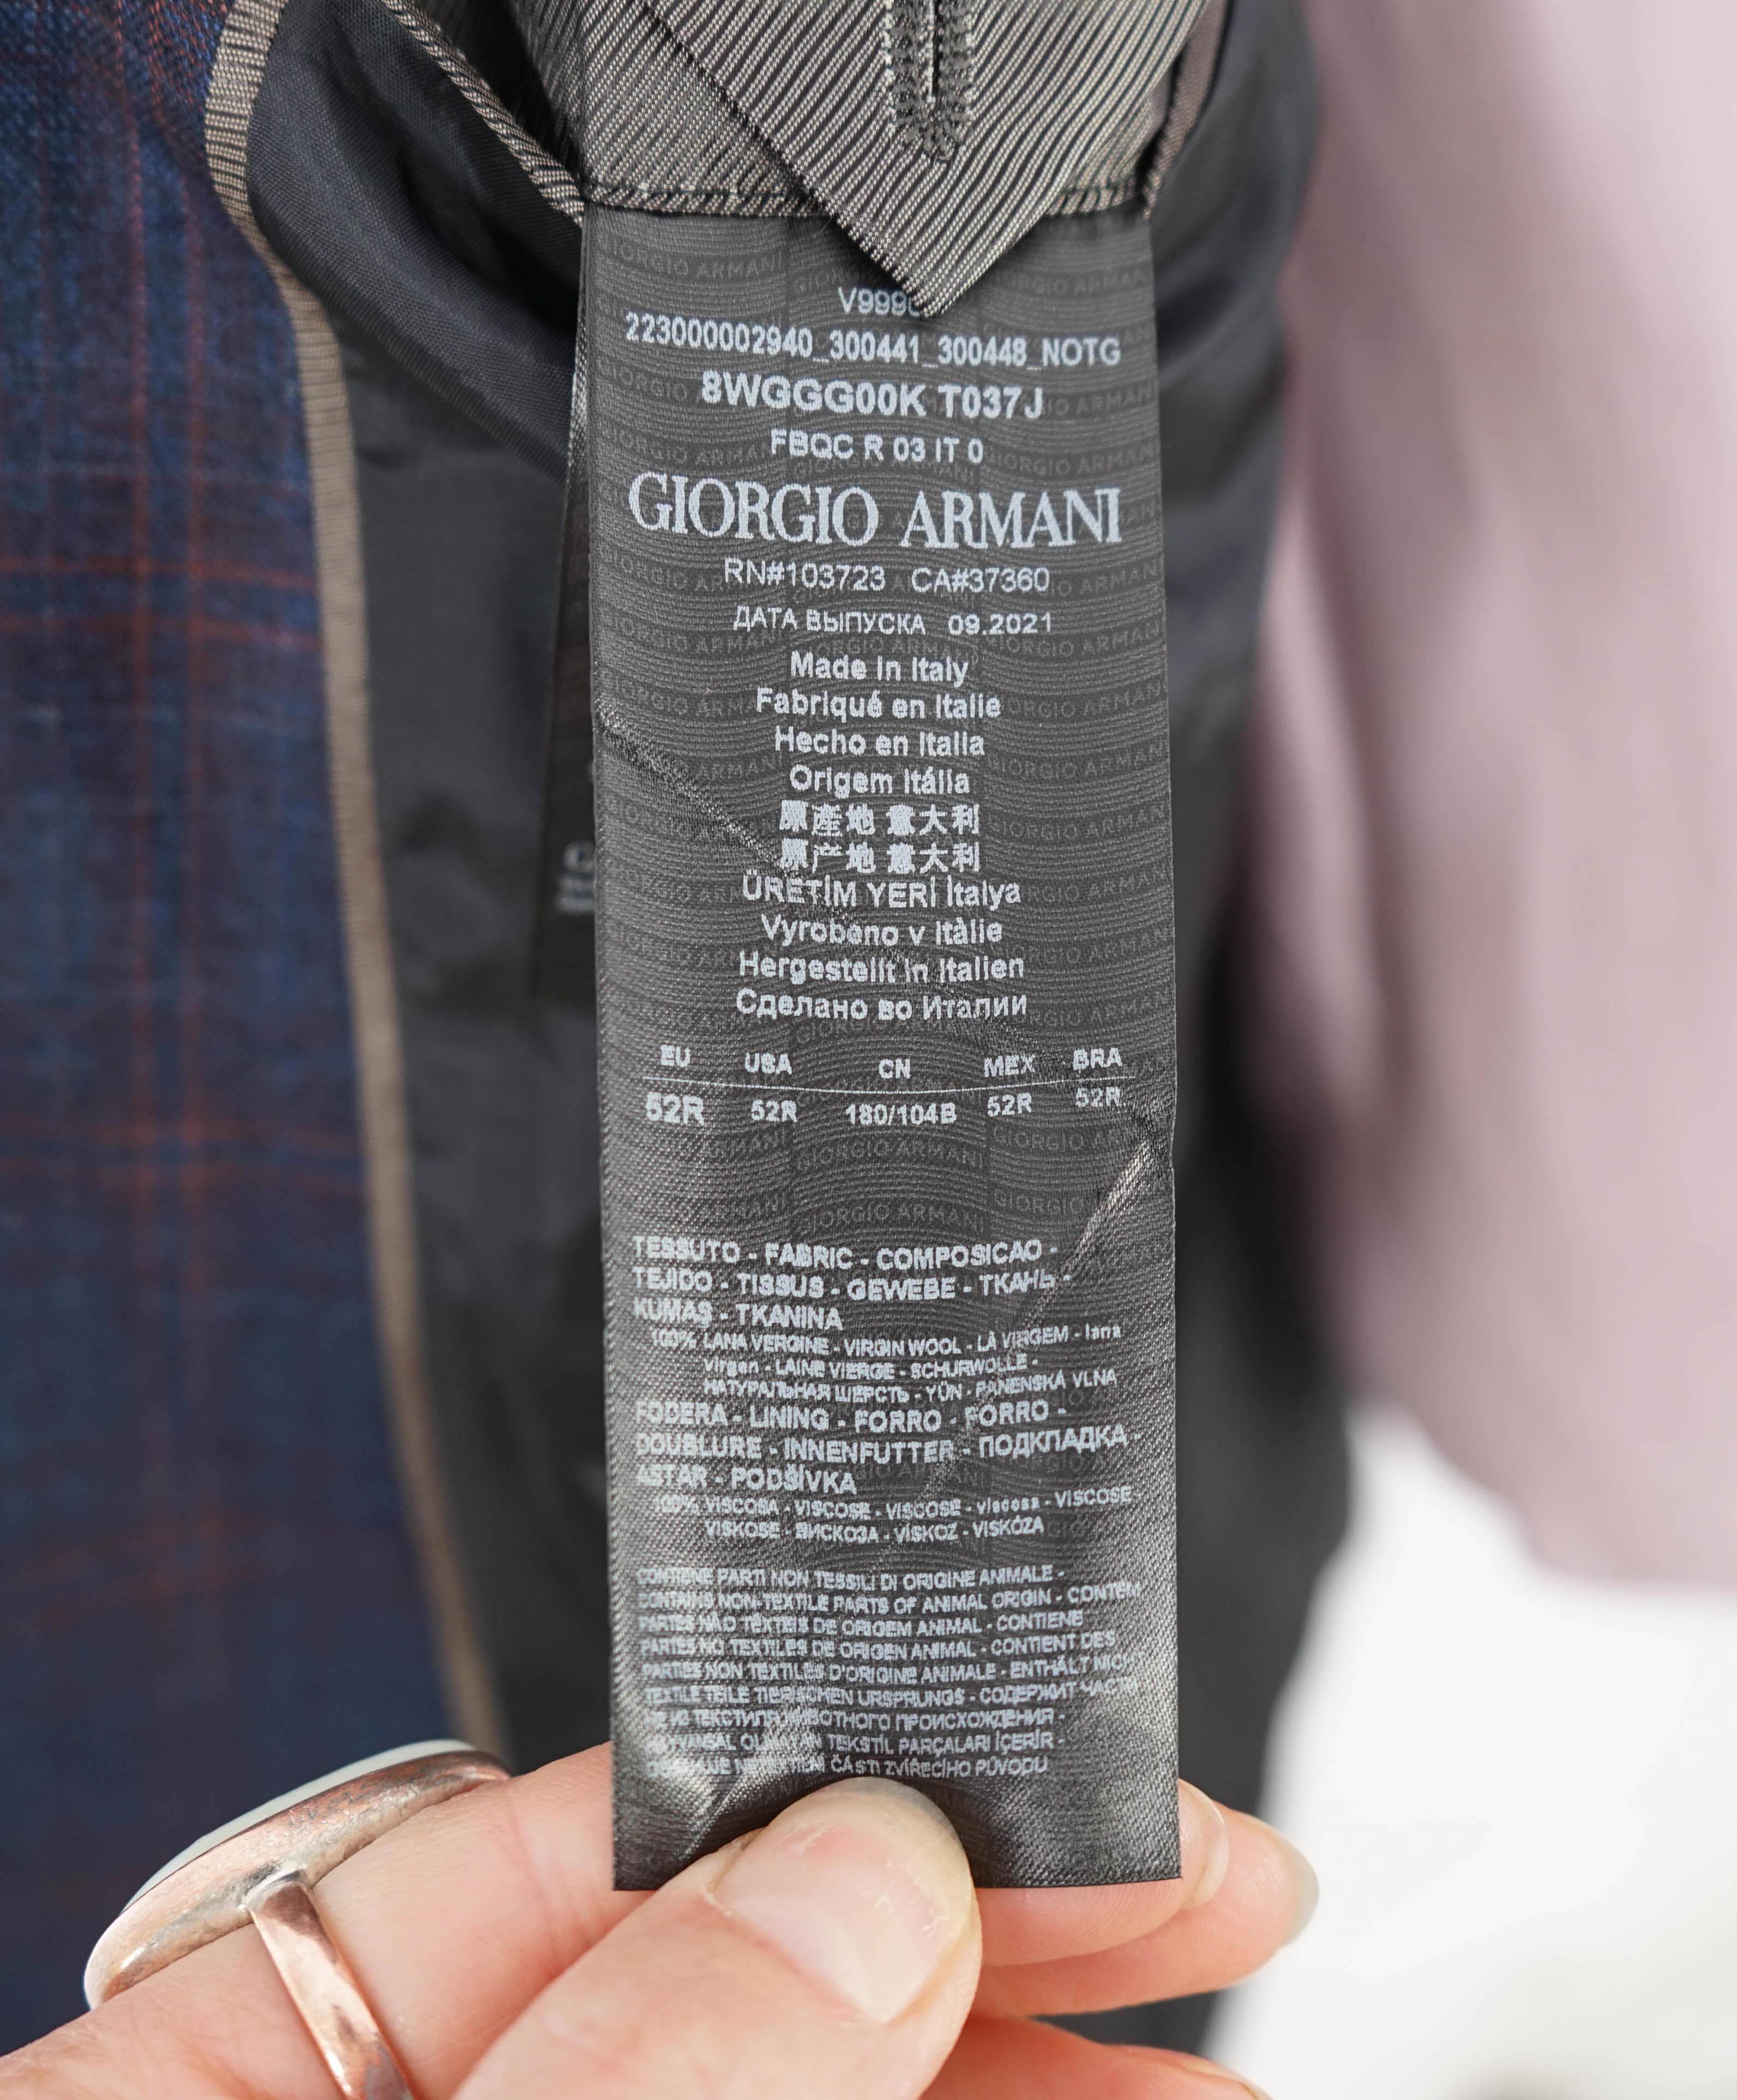 223000002940_300441_300448_NOTG
8WGGG00K T037J
FBQC R 03 IT 0
GIORGIO ARMANI
RN#103723 CA#37360
ДАТА ВЫПУСКА 09.2021
Made in Italy
Fabriqué en Italie
Hecho en Italia
Origem Itália
原産地 意大利
原产地 意大利
ÜRETİM YERİ İtalya
Vyrobeno v Itàlie
Hergestellt in Italien
Сделано во Италии
EU USA CN MEX BRA
52R 52R 180/104B 52R 52R
TESSUTO - FABRIC - COMPOSICAO -
TEJIDO - TISSUS - GEWEBE - ТКАНЬ -
KUMAŞ - TKANINA
100% LANA VERGINE - VIRGIN WOOL - LÃ VIRGEM - lana
virgen - LAINE VIERGE - SCHURWOLLE -
НАТУРАЛЬНАЯ ШЕРСТЬ - YÜN - PANENSKÁ VLNA
FODERA - LINING - FORRO - FORRO -
DOUBLURE - INNENFUTTER - ПОДКЛАДКА -
ASTAR - PODŠÍVKA
100% VISCOSA - VISCOSE - VISCOSE - viscosa - VISCOSE
VISKOSE - ВИСКОЗА - VİSKOZ - VISKÓZA
CONTIENE PARTI NON TESSILI DI ORIGINE ANIMALE -
CONTAINS NON-TEXTILE PARTS OF ANIMAL ORIGIN - CONTEM
PARTES NÃO TÊXTEIS DE ORIGEM ANIMAL - CONTIENE
PARTES NO TEXTILES DE ORIGEN ANIMAL - CONTIENT DES
PARTIES NON TEXTILES D'ORIGINE ANIMALE - ENTHÄLT NICHT
TEXTILE TEILE TIERISCHEN URSPRUNGS - СОДЕРЖИТ ЧАСТИ
НЕ ИЗ ТЕКСТИЛЯ ЖИВОТНОГО ПРОИСХОЖДЕНИЯ -
OLMAYAN TEKSTİL PARÇALARI İÇERİR -
ČÁSTI ZVÍŘECÍHO PŮVODU